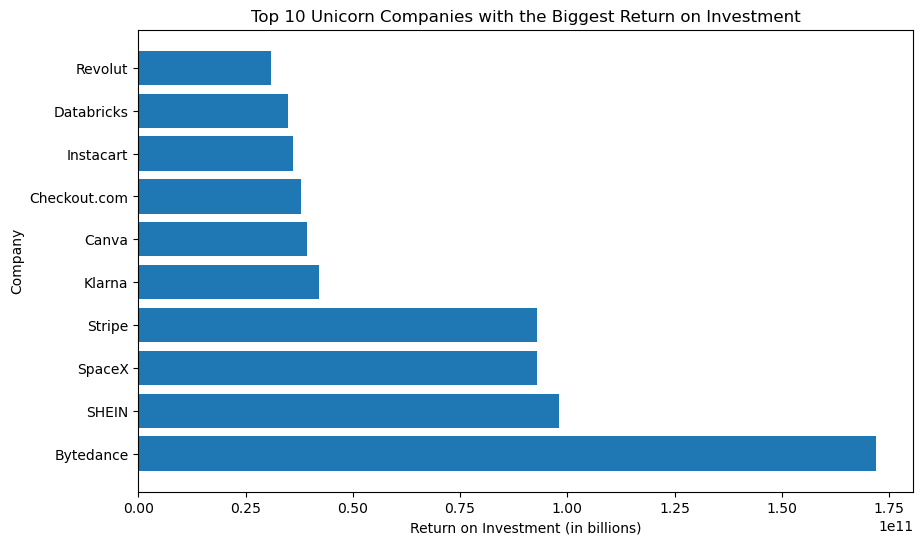 Top 10 Unicorn Companies with the Biggest Return on Investment
Revolut
Databricks
Instacart
Checkout.com
Canva
Klarna
Stripe
SpaceX
SHEIN
Bytedance
Company
0.00 0.25 0.50 0.75 1.00 1.25 1.50 1.75
1e11
Return on Investment (in billions)